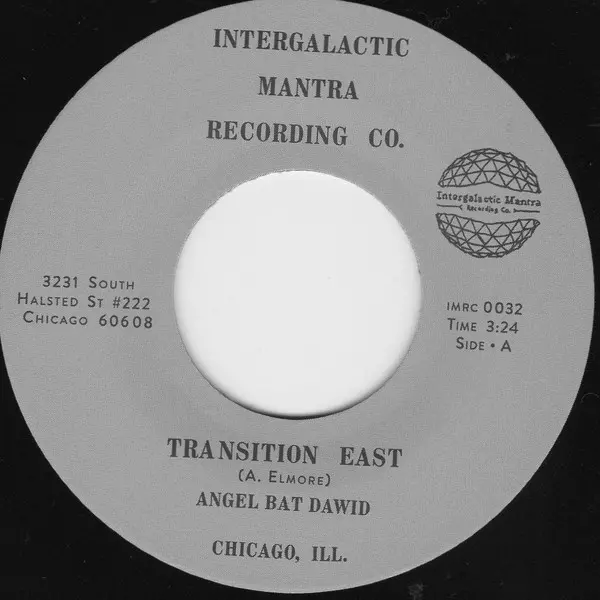 INTERGALACTIC
MANTRA
RECORDING CO.
Intergalactic Mantra
Recording Co.
3231 SOUTH
HALSTED ST #222
CHICAGO 60608
IMRC 0032
TIME 3:24
SIDE • A
TRANSITION EAST
(A. ELMORE)
ANGEL BAT DAWID
CHICAGO, ILL.